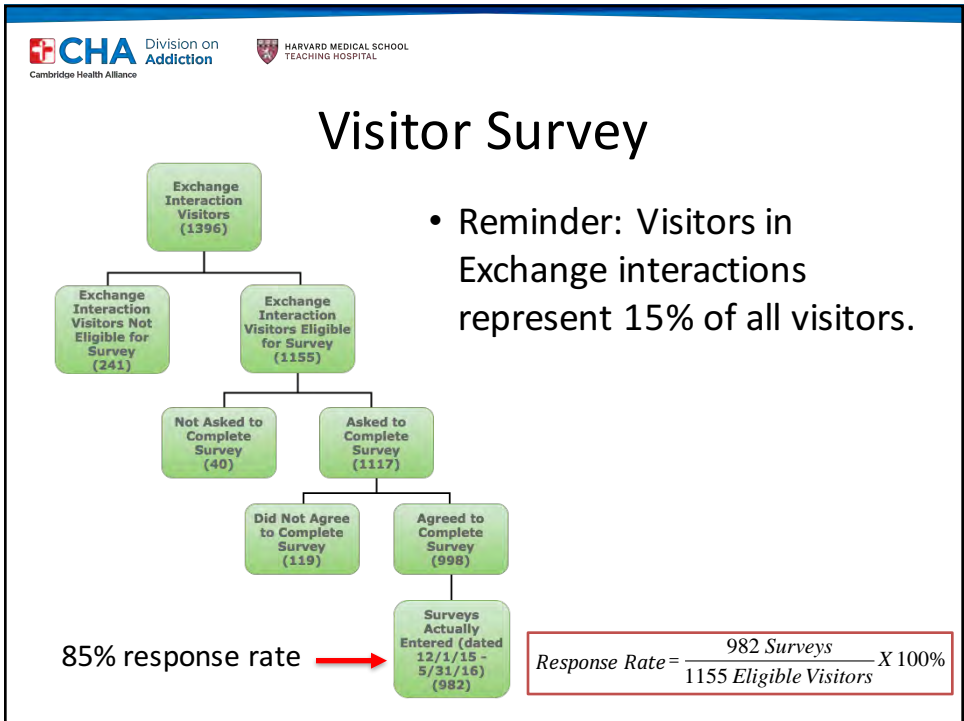 CHA
Division on
Addiction
Cambridge Health Alliance
HARVARD MEDICAL SCHOOL
TEACHING HOSPITAL
Visitor Survey
Exchange
Interaction
Visitors
(1396)
Exchange
Interaction
Visitors Not
Eligible for
Survey
(241)
Exchange
Interaction
Visitors Eligible
for Survey
(1155)
Not Asked to
Complete
Survey
(40)
Asked to
Complete
Survey
(1117)
Did Not Agree
to Complete
Survey
(119)
Agreed to
Complete
Survey
(998)
Surveys
Actually
Entered (dated
12/1/15 -
5/31/16)
(982)
85% response rate
• Reminder: Visitors in
Exchange interactions
represent 15% of all visitors.
Response Rate = 982 Surveys / 1155 Eligible Visitors X 100%